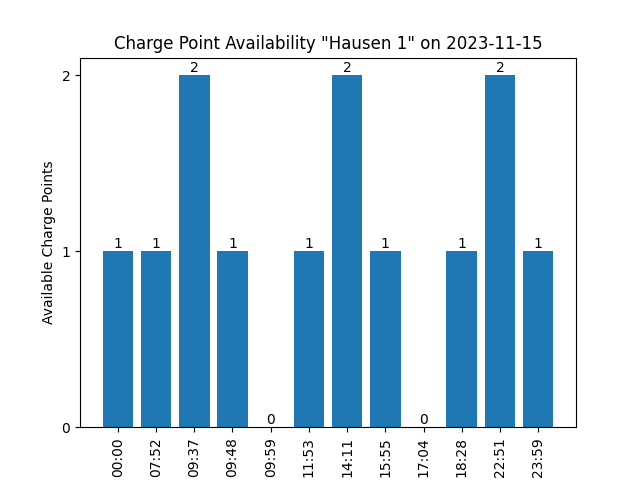 Charge Point Availability "Hausen 1" on 2023-11-15
Available Charge Points
2
1
0
1 1 2 1 0 1 2 1 0 1 2 1
00:00 07:52 09:37 09:48 09:59 11:53 14:11 15:55 17:04 18:28 22:51 23:59